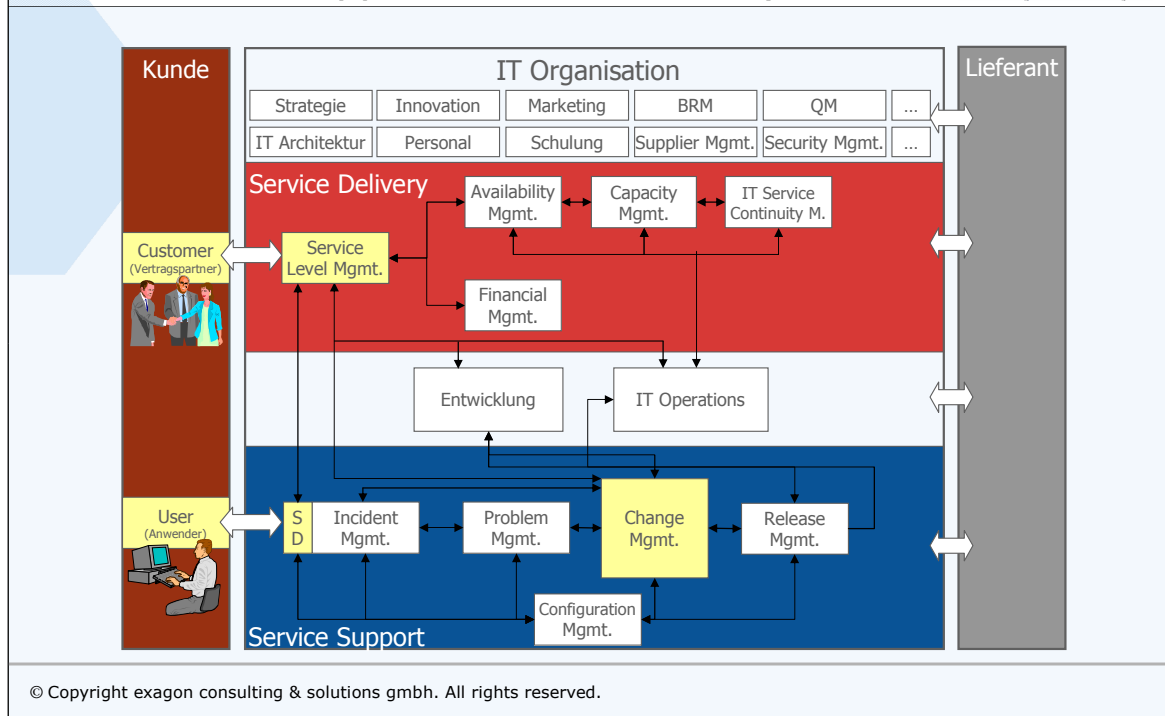 Kunde
IT Organisation
Lieferant
Strategie
Innovation
Marketing
BRM
QM
...
IT Architektur
Personal
Schulung
Supplier Mgmt.
Security Mgmt.
...
Service Delivery
Availability
Mgmt.
Capacity
Mgmt.
IT Service
Continuity M.
Customer
(Vertragspartner)
Service
Level Mgmt.
Financial
Mgmt.
Entwicklung
IT Operations
User
(Anwender)
S
D
Incident
Mgmt.
Problem
Mgmt.
Change
Mgmt.
Release
Mgmt.
Configuration
Mgmt.
Service Support
© Copyright exagon consulting & solutions gmbh. All rights reserved.